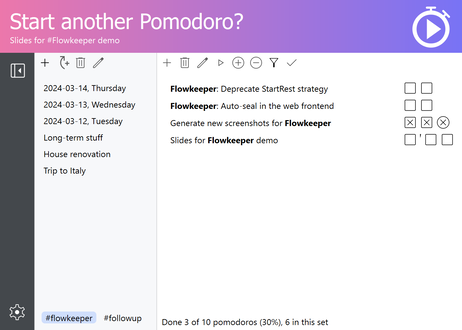 Start another Pomodoro?
Slides for #Flowkeeper demo
2024-03-14, Thursday
2024-03-13, Wednesday
2024-03-12, Tuesday
Long-term stuff
House renovation
Trip to Italy
#flowkeeper #followup
Flowkeeper: Deprecate StartRest strategy
Flowkeeper: Auto-seal in the web frontend
Generate new screenshots for Flowkeeper
Slides for Flowkeeper demo
Done 3 of 10 pomodoros (30%), 6 in this set